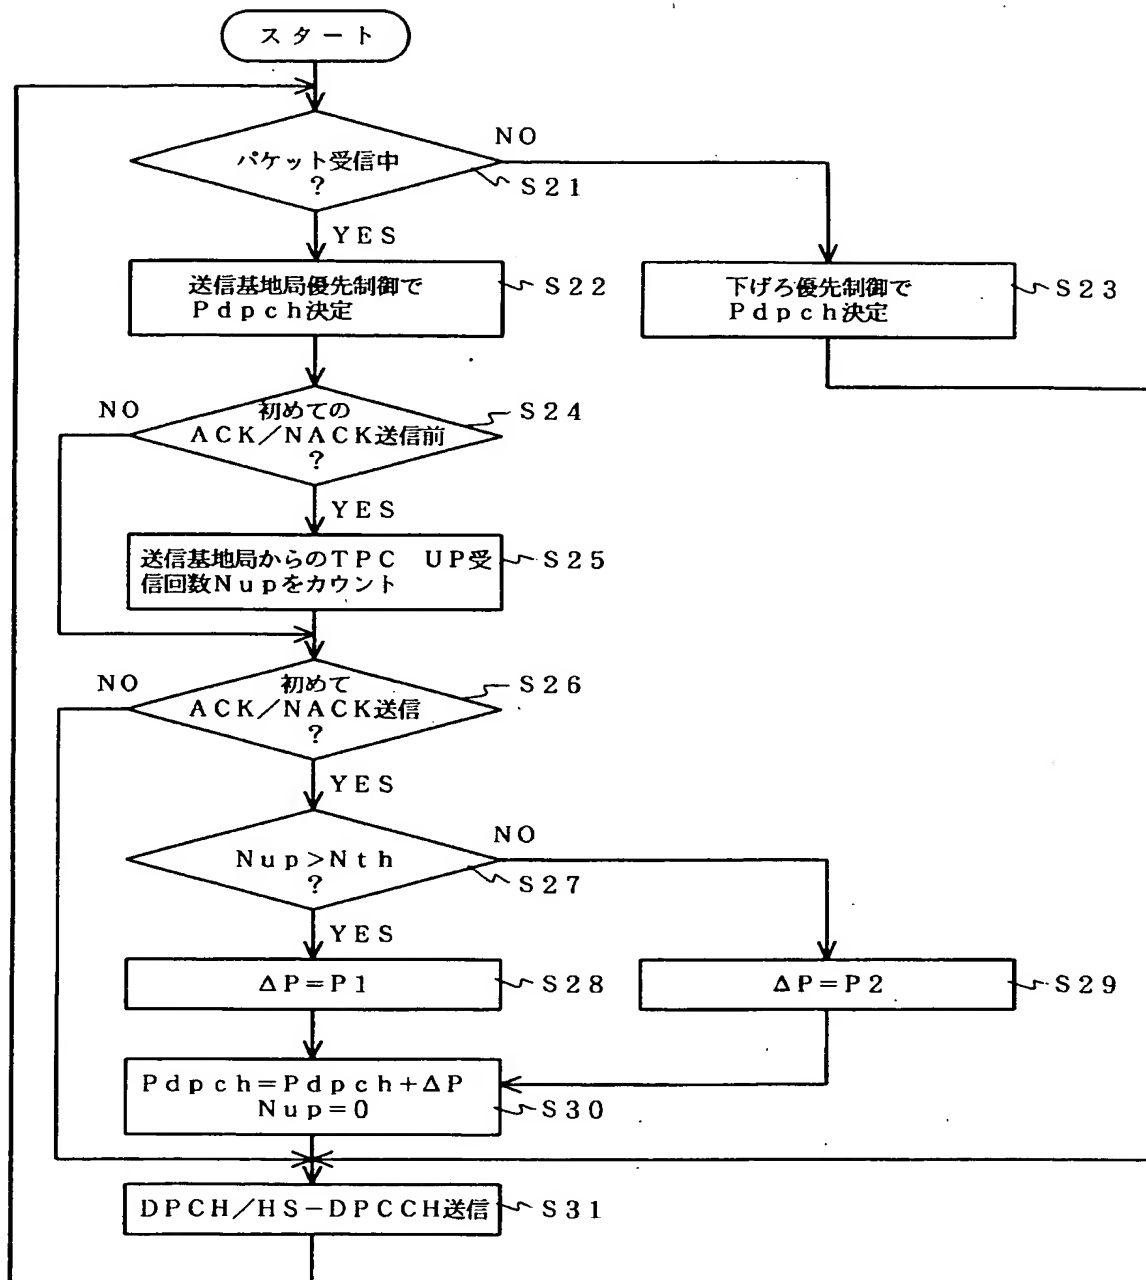 スタート
NO
パケット受信中
?
S21
YES
送信基地局優先制御で
Pdpch決定
S22
下げろ優先制御で
Pdpch決定
S23
NO
初めての
ACK/NACK送信前
?
S24
YES
送信基地局からのTPC UP受
信回数Nupをカウント
S25
NO
初めて
ACK/NACK送信
?
S26
YES
NO
Nup>Nth
?
S27
YES
ΔP=P1
S28
ΔP=P2
S29
Pdpch=Pdpch+ΔP
Nup=0
S30
DPCH/HS-DPCCH送信
S31